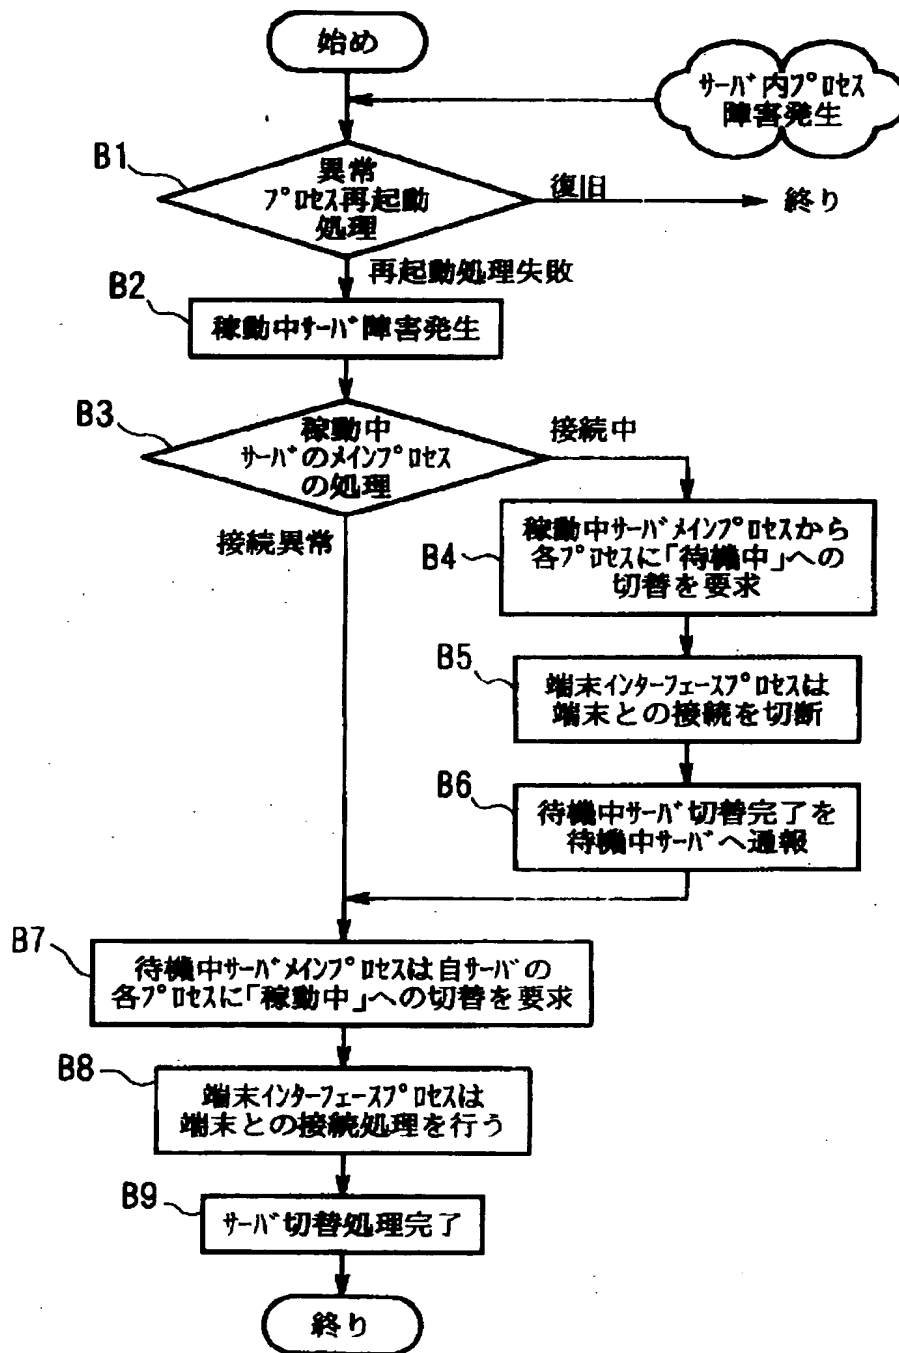 始め
サーバ内プロセス
障害発生
B1
異常
プロセス再起動
処理
復旧
終り
再起動処理失敗
B2
稼動中サーバ障害発生
B3
稼動中
サーバのメインプロセス
の処理
接続中
接続異常
B4
稼動中サーバメインプロセスから
各プロセスに「待機中」への
切替を要求
B5
端末インターフェースプロセスは
端末との接続を切断
B6
待機中サーバ切替完了を
待機中サーバへ通報
B7
待機中サーバメインプロセスは自サーバの
各プロセスに「稼動中」への切替を要求
B8
端末インターフェースプロセスは
端末との接続処理を行う
B9
サーバ切替処理完了
終り